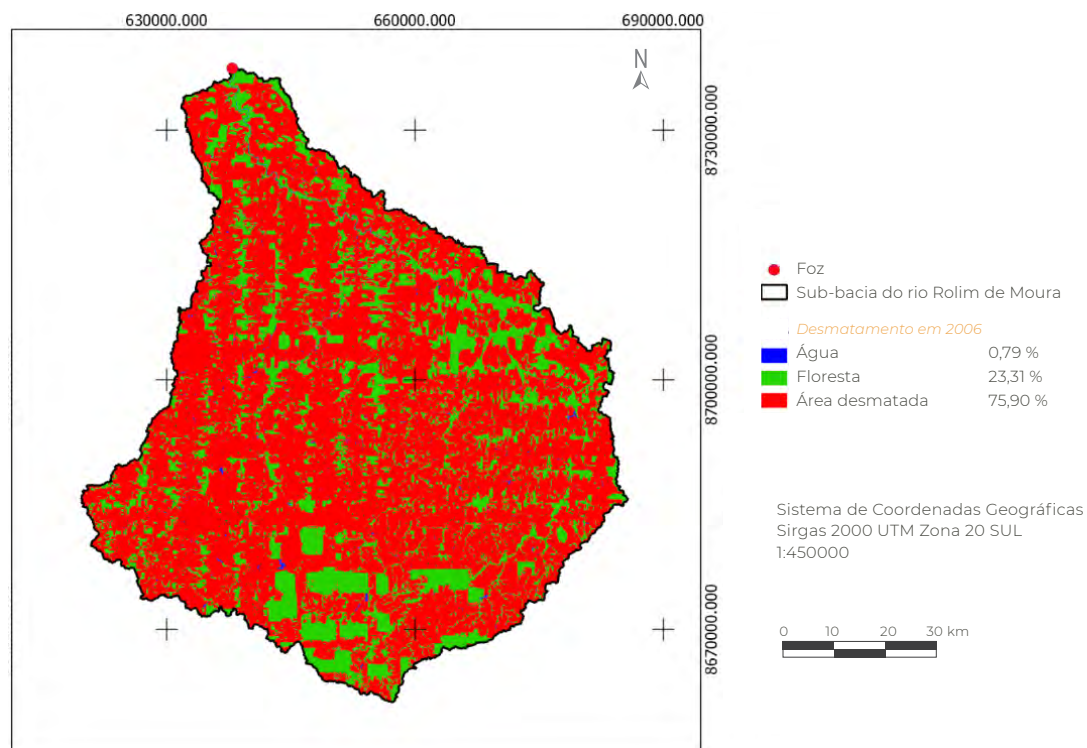 630000.000 660000.000 690000.000
N
8730000.000
8700000.000
8670000.000
Foz
Sub-bacia do rio Rolim de Moura
Desmatamento em 2006
Água 0,79 %
Floresta 23,31 %
Área desmatada 75,90 %
Sistema de Coordenadas Geográficas
Sirgas 2000 UTM Zona 20 SUL
1:450000
0 10 20 30 km